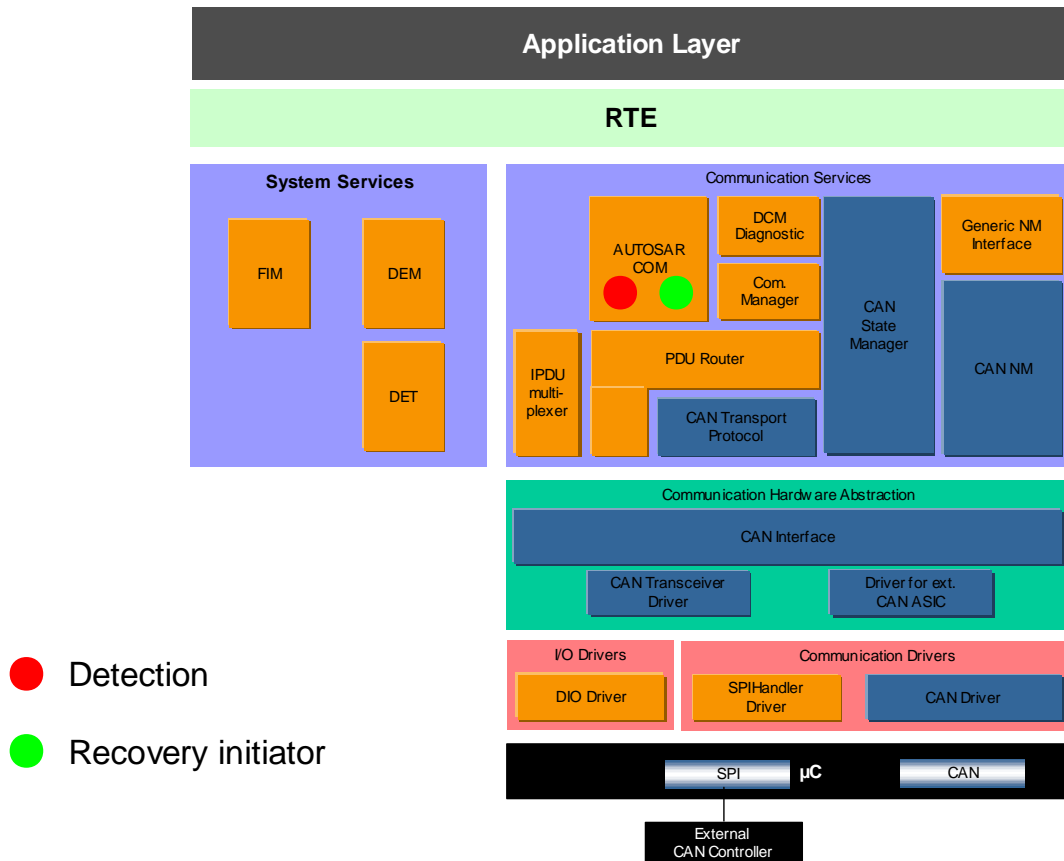 Application Layer
RTE
System Services
FIM
DEM
DET
Communication Services
AUTOSAR
COM
DCM
Diagnostic
Com.
Manager
CAN
State
Manager
Generic NM
Interface
CAN NM
IPDU
multi-
plexer
PDU Router
CAN Transport
Protocol
Communication Hardware Abstraction
CAN Interface
CAN Transceiver
Driver
Driver for ext.
CAN ASIC
I/O Drivers
DIO Driver
Communication Drivers
SPIHandler
Driver
CAN Driver
SPI
µC
CAN
External
CAN Controller
Detection
Recovery initiator